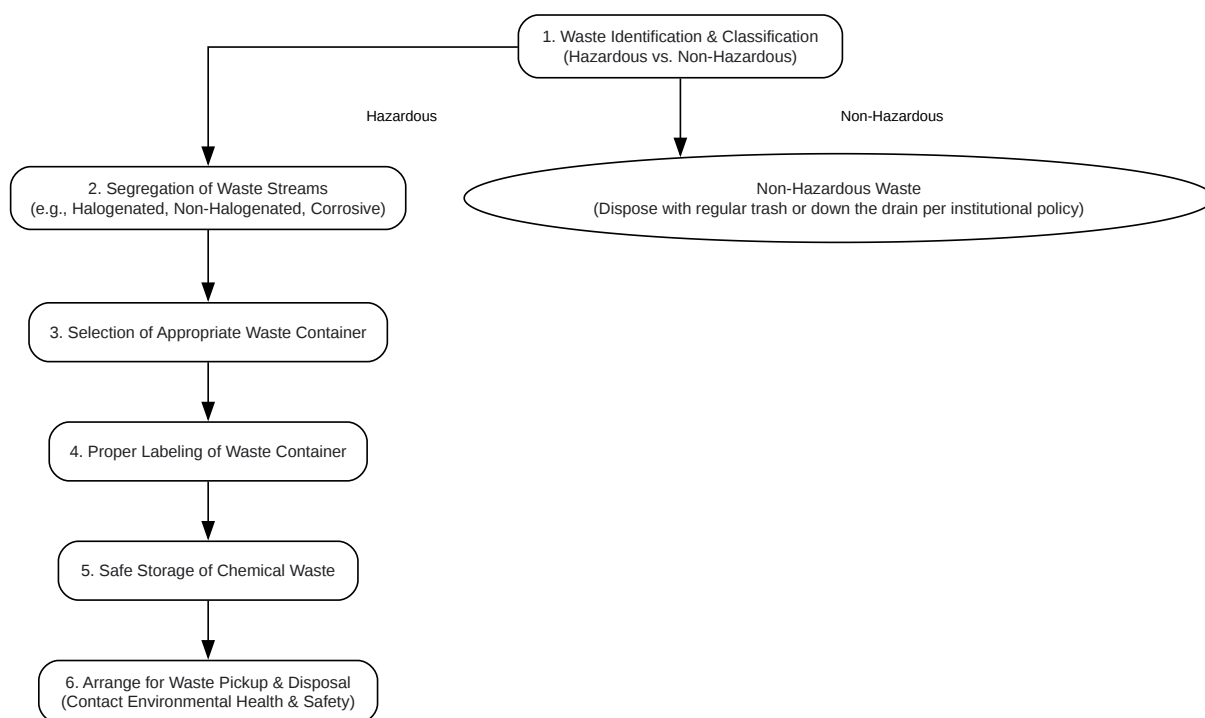 1. Waste Identification & Classification
(Hazardous vs. Non-Hazardous)
Hazardous
Non-Hazardous
2. Segregation of Waste Streams
(e.g., Halogenated, Non-Halogenated, Corrosive)
Non-Hazardous Waste
(Dispose with regular trash or down the drain per institutional policy)
3. Selection of Appropriate Waste Container
4. Proper Labeling of Waste Container
5. Safe Storage of Chemical Waste
6. Arrange for Waste Pickup & Disposal
(Contact Environmental Health & Safety)